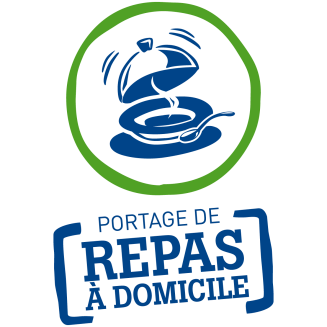 PORTAGE DE
REPAS
À DOMICILE